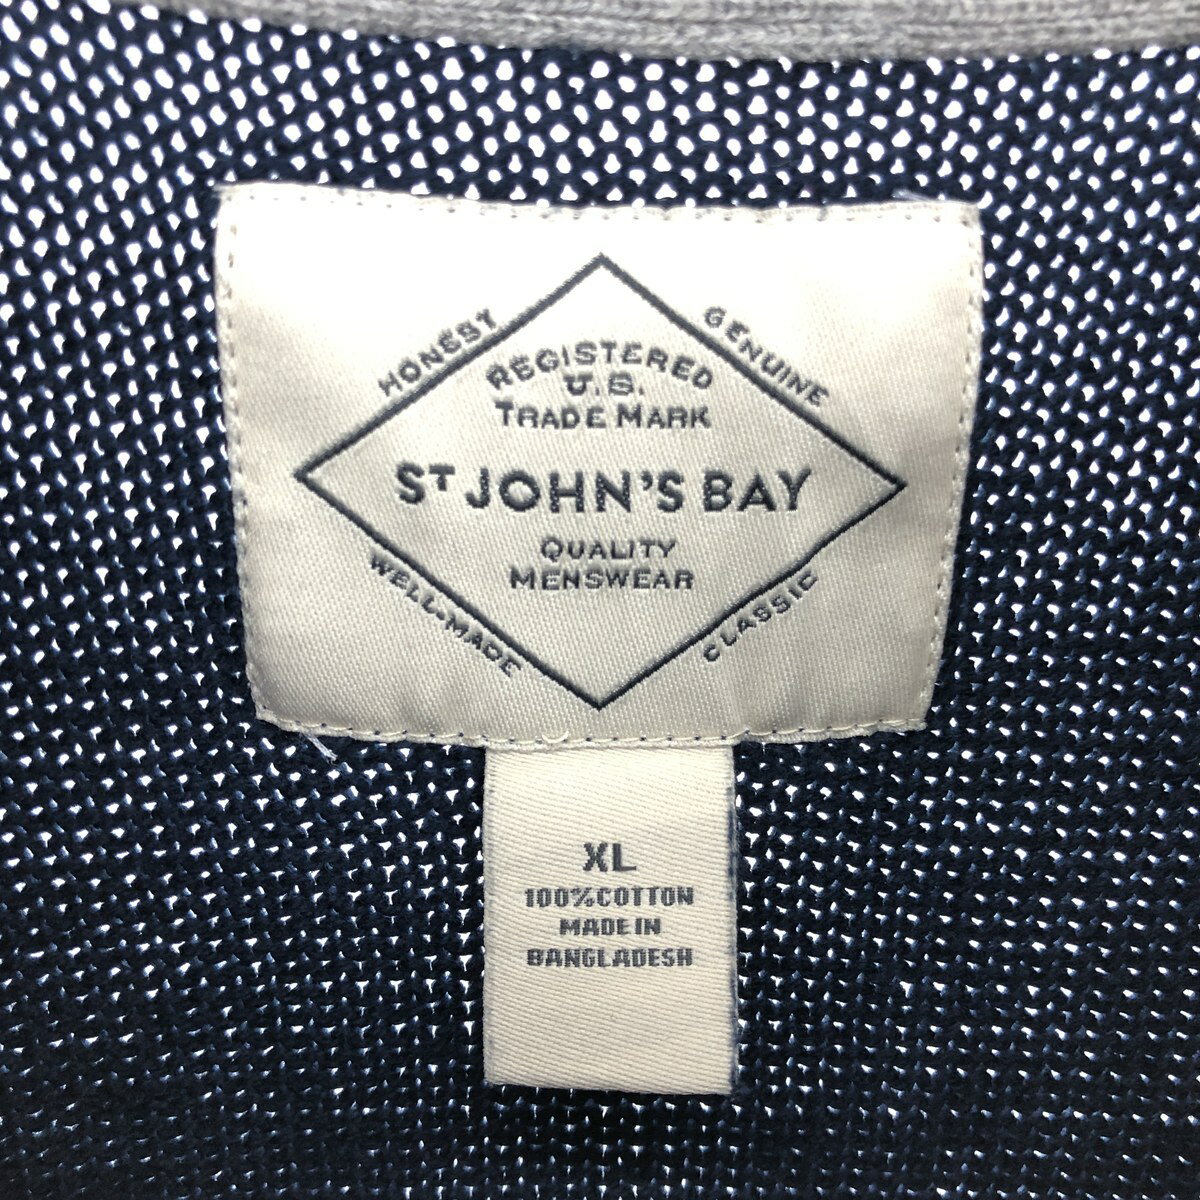 HONESTY
GENUINE
REGISTERED
U.S.
TRADE MARK
ST JOHN'S BAY
QUALITY
MENSWEAR
WELL-MADE
CLASSIC
XL
100%COTTON
MADE IN
BANGLADESH